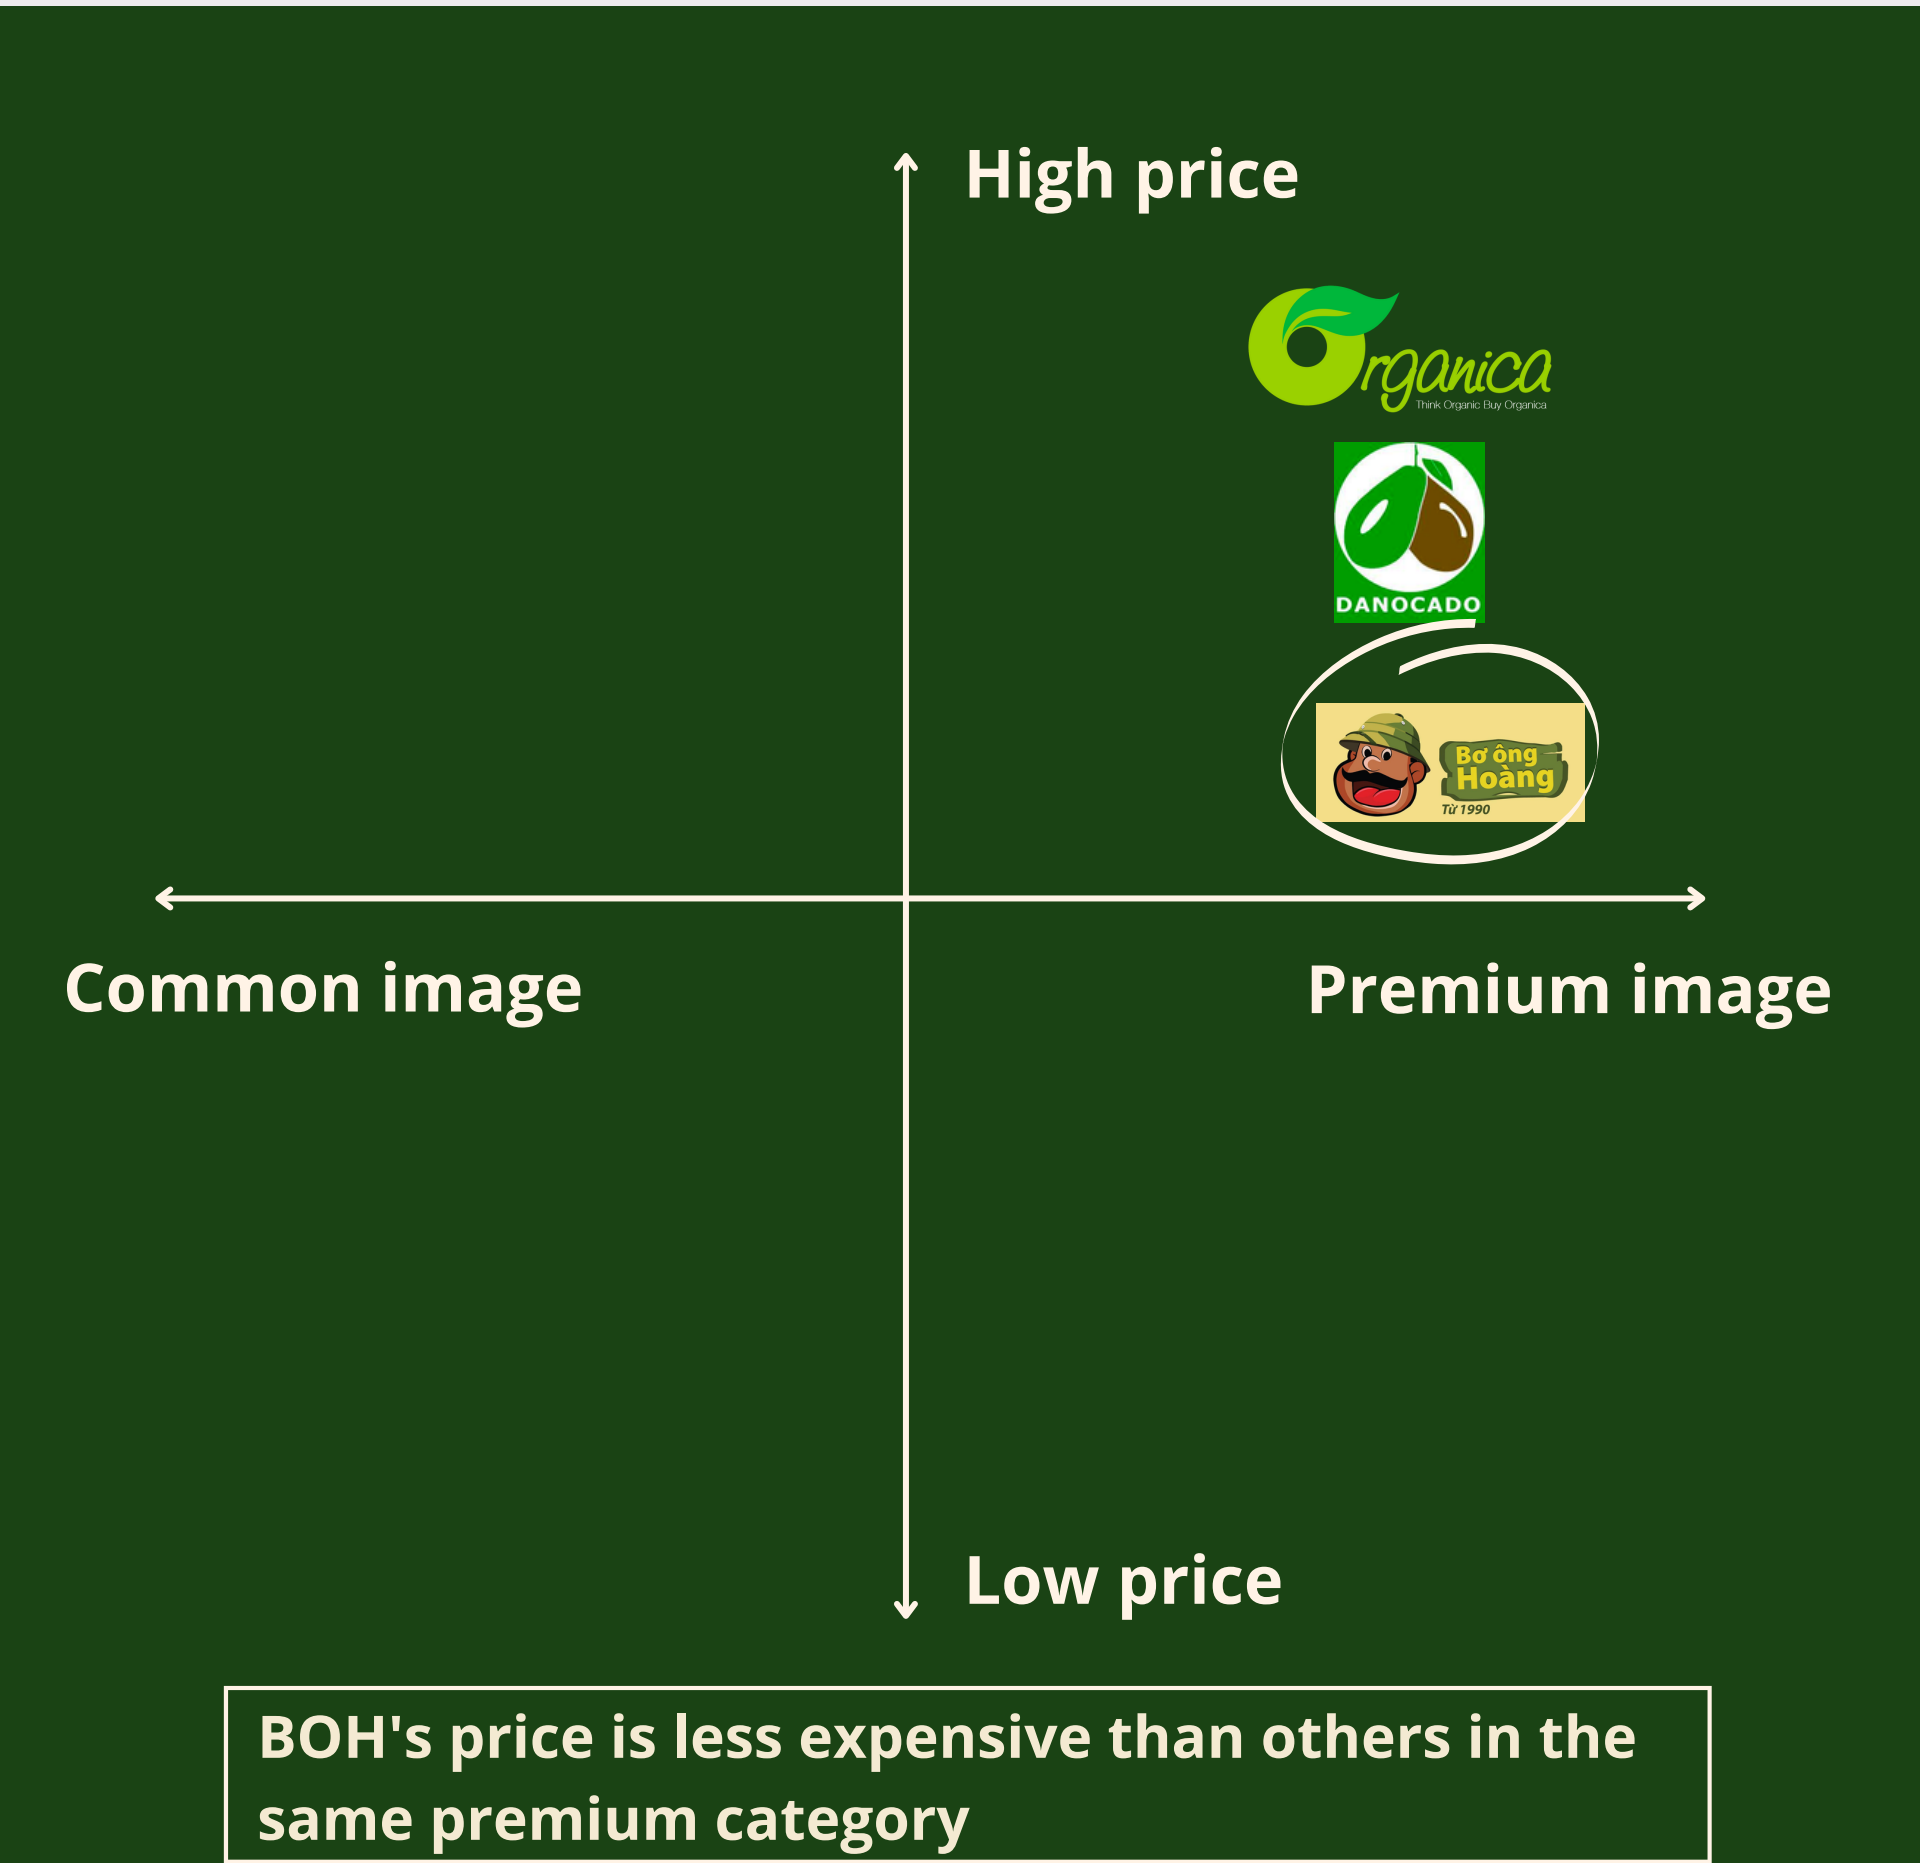 High price
Organica
Think Organic Buy Organica
DANOCADO
Bơ ông
Hoàng
Từ 1990
Common image
Premium image
Low price
BOH's price is less expensive than others in the
same premium category